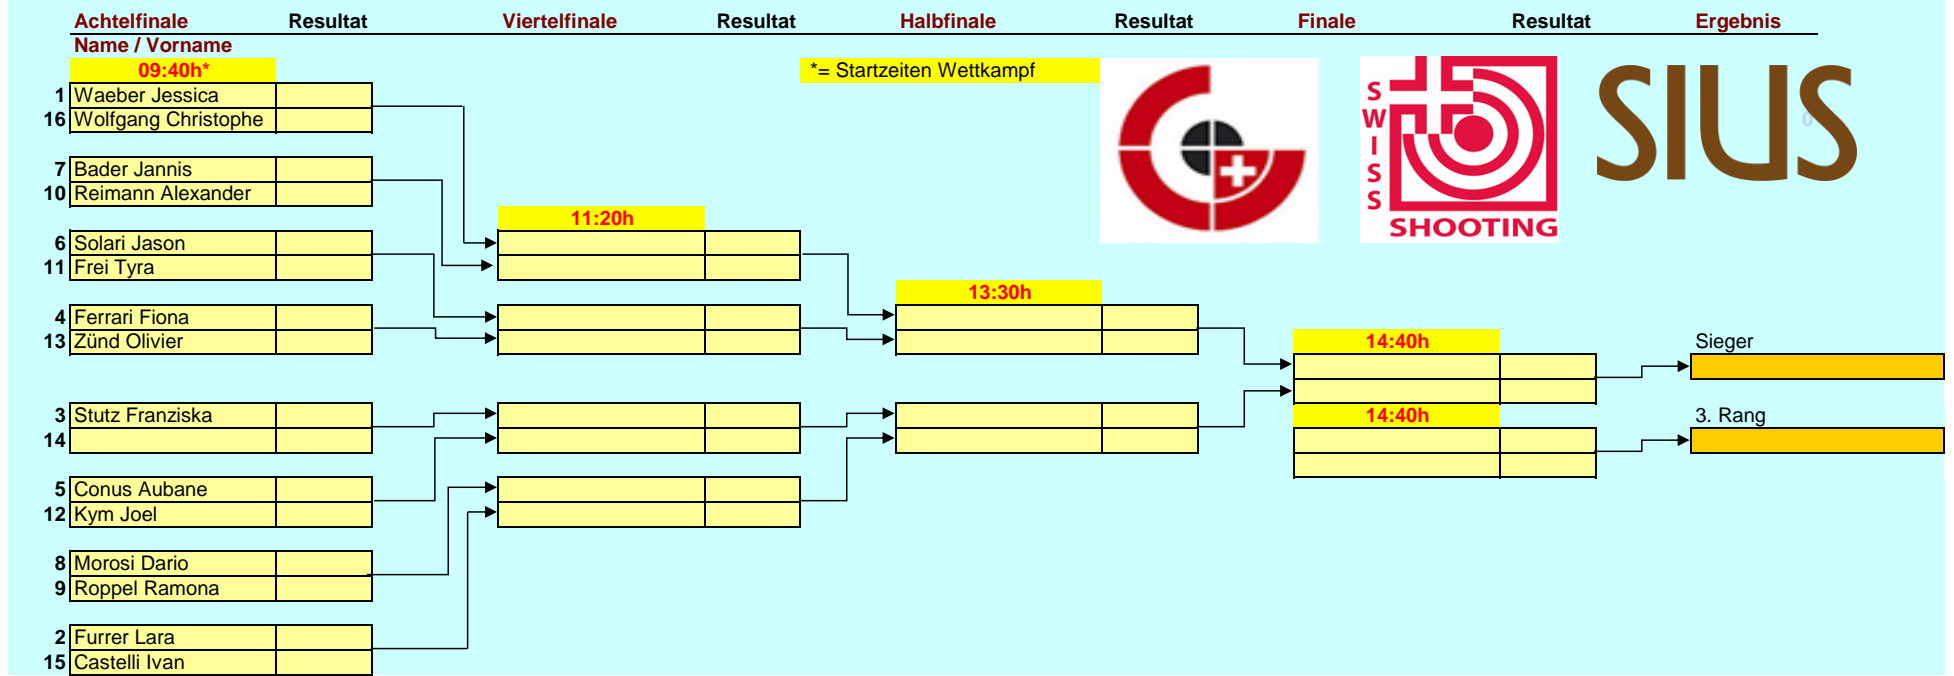 Achtelfinale Resultat Viertelfinale Resultat Halbfinale Resultat Finale Resultat Ergebnis
Name / Vorname
09:40h* *= Startzeiten Wettkampf
1 Waeber Jessica
16 Wolfgang Christophe
7 Bader Jannis
10 Reimann Alexander
11:20h
6 Solari Jason
11 Frei Tyra
13:30h
4 Ferrari Fiona
13 Zünd Olivier 14:40h Sieger
3 Stutz Franziska 14:40h 3. Rang
14
5 Conus Aubane
12 Kym Joel
8 Morosi Dario
9 Roppel Ramona
2 Furrer Lara
15 Castelli Ivan
SWISS
SHOOTING
SIUS
0